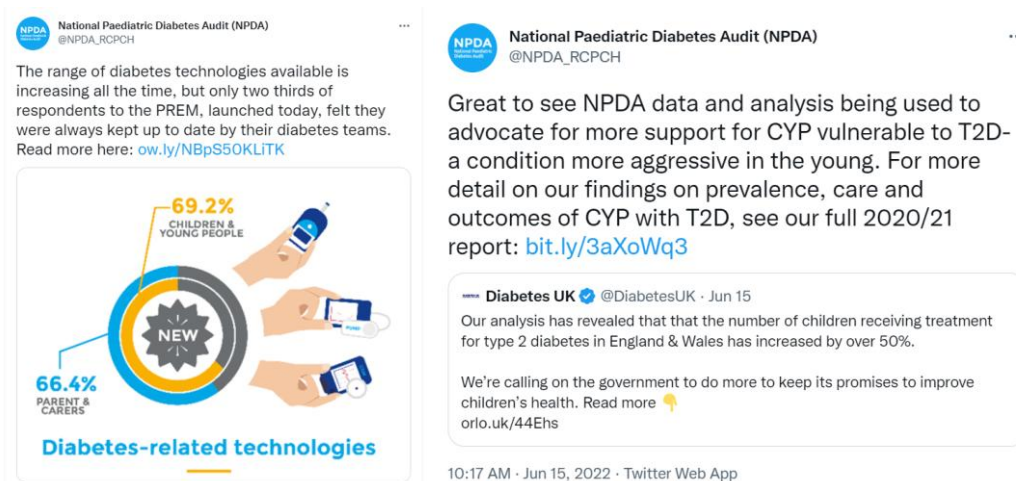 NPDA
National Paediatric Diabetes Audit (NPDA)
@NPDA_RCPCH
The range of diabetes technologies available is
increasing all the time, but only two thirds of
respondents to the PREM, launched today, felt they
were always kept up to date by their diabetes teams.
Read more here: ow.ly/NBpS50KLiTK
69.2%
CHILDREN &
YOUNG PEOPLE
NEW
66.4%
PARENT &
CARERS
Diabetes-related technologies
NPDA
National Paediatric
Diabetes Audit
National Paediatric Diabetes Audit (NPDA)
@NPDA_RCPCH
Great to see NPDA data and analysis being used to
advocate for more support for CYP vulnerable to T2D-
a condition more aggressive in the young. For more
detail on our findings on prevalence, care and
outcomes of CYP with T2D, see our full 2020/21
report: bit.ly/3aXoWq3
Diabetes UK @DiabetesUK · Jun 15
Our analysis has revealed that that the number of children receiving treatment
for type 2 diabetes in England & Wales has increased by over 50%.
We're calling on the government to do more to keep its promises to improve
children's health. Read more 👇
orlo.uk/44Ehs
10:17 AM · Jun 15, 2022 · Twitter Web App